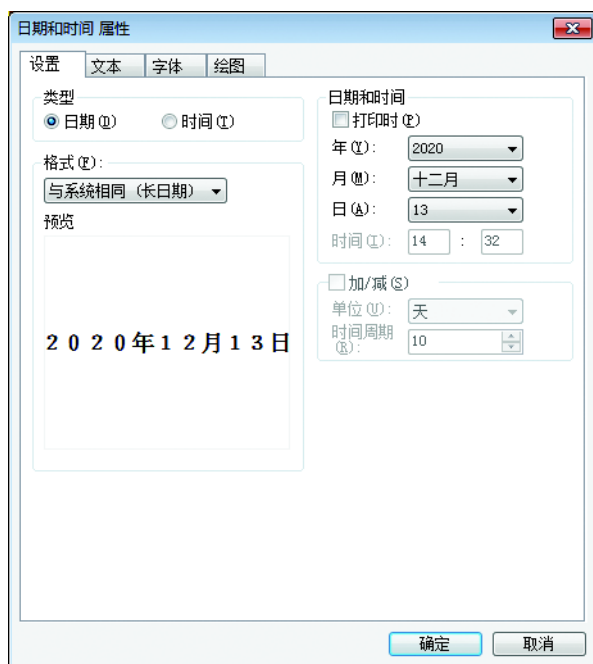 日期和时间 属性
设置 文本 字体 绘图
类型
日期(D) 时间(T)
格式(F):
与系统相同（长日期）
预览
2020年12月13日
日期和时间
打印时(P)
年(Y): 2020
月(M): 十二月
日(A): 13
时间(I): 14 : 32
加/减(S)
单位(U): 天
时间周期
(R): 10
确定 取消